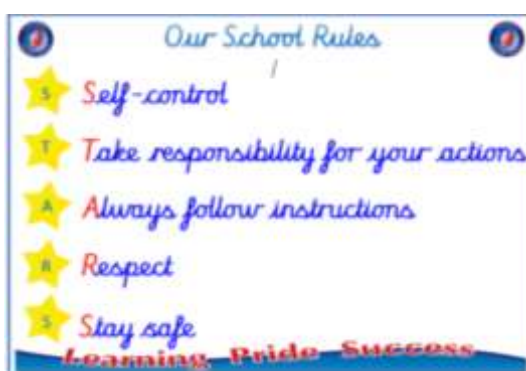 Our School Rules
S Self-control
T Take responsibility for your actions
A Always follow instructions
R Respect
S Stay safe
Learning Pride Success